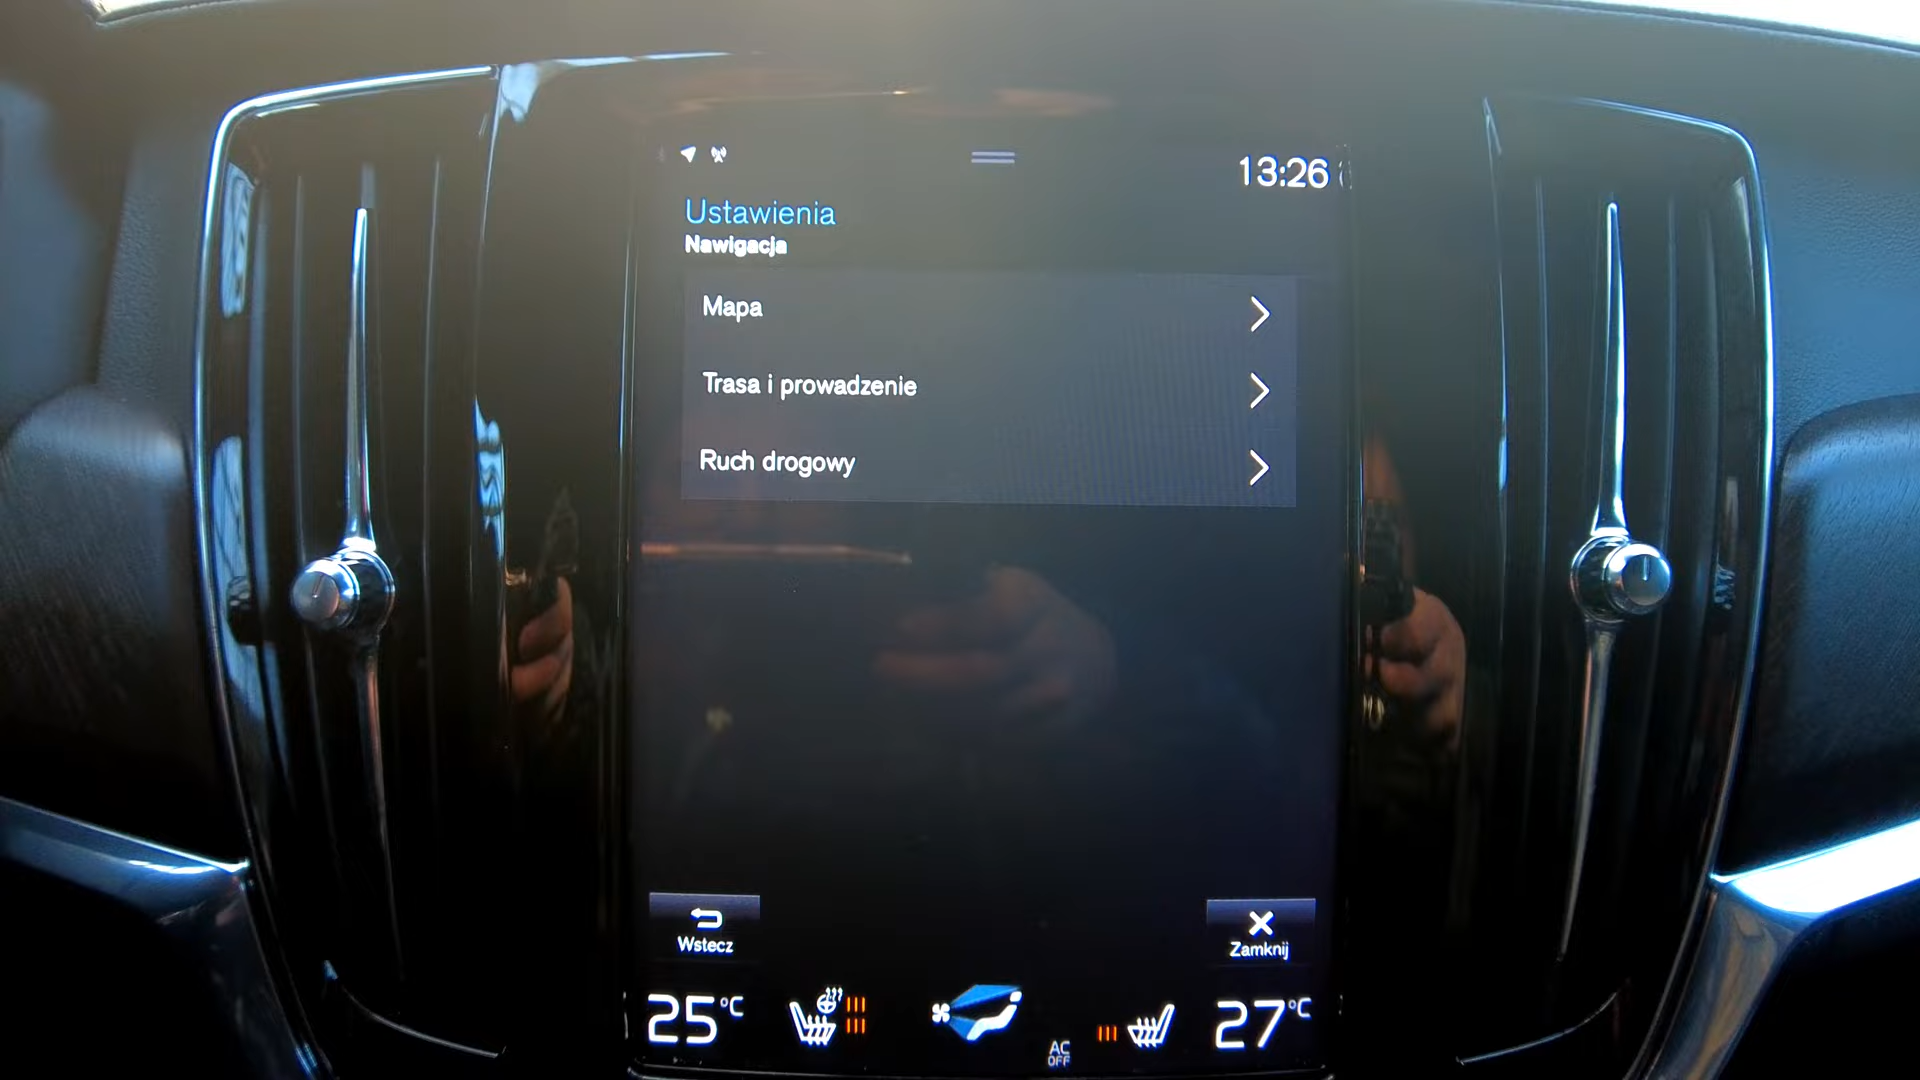 13:26
Ustawienia
Nawigacja
Mapa
Trasa i prowadzenie
Ruch drogowy
Wstecz
Zamknij
25°C
AC
OFF
27°C